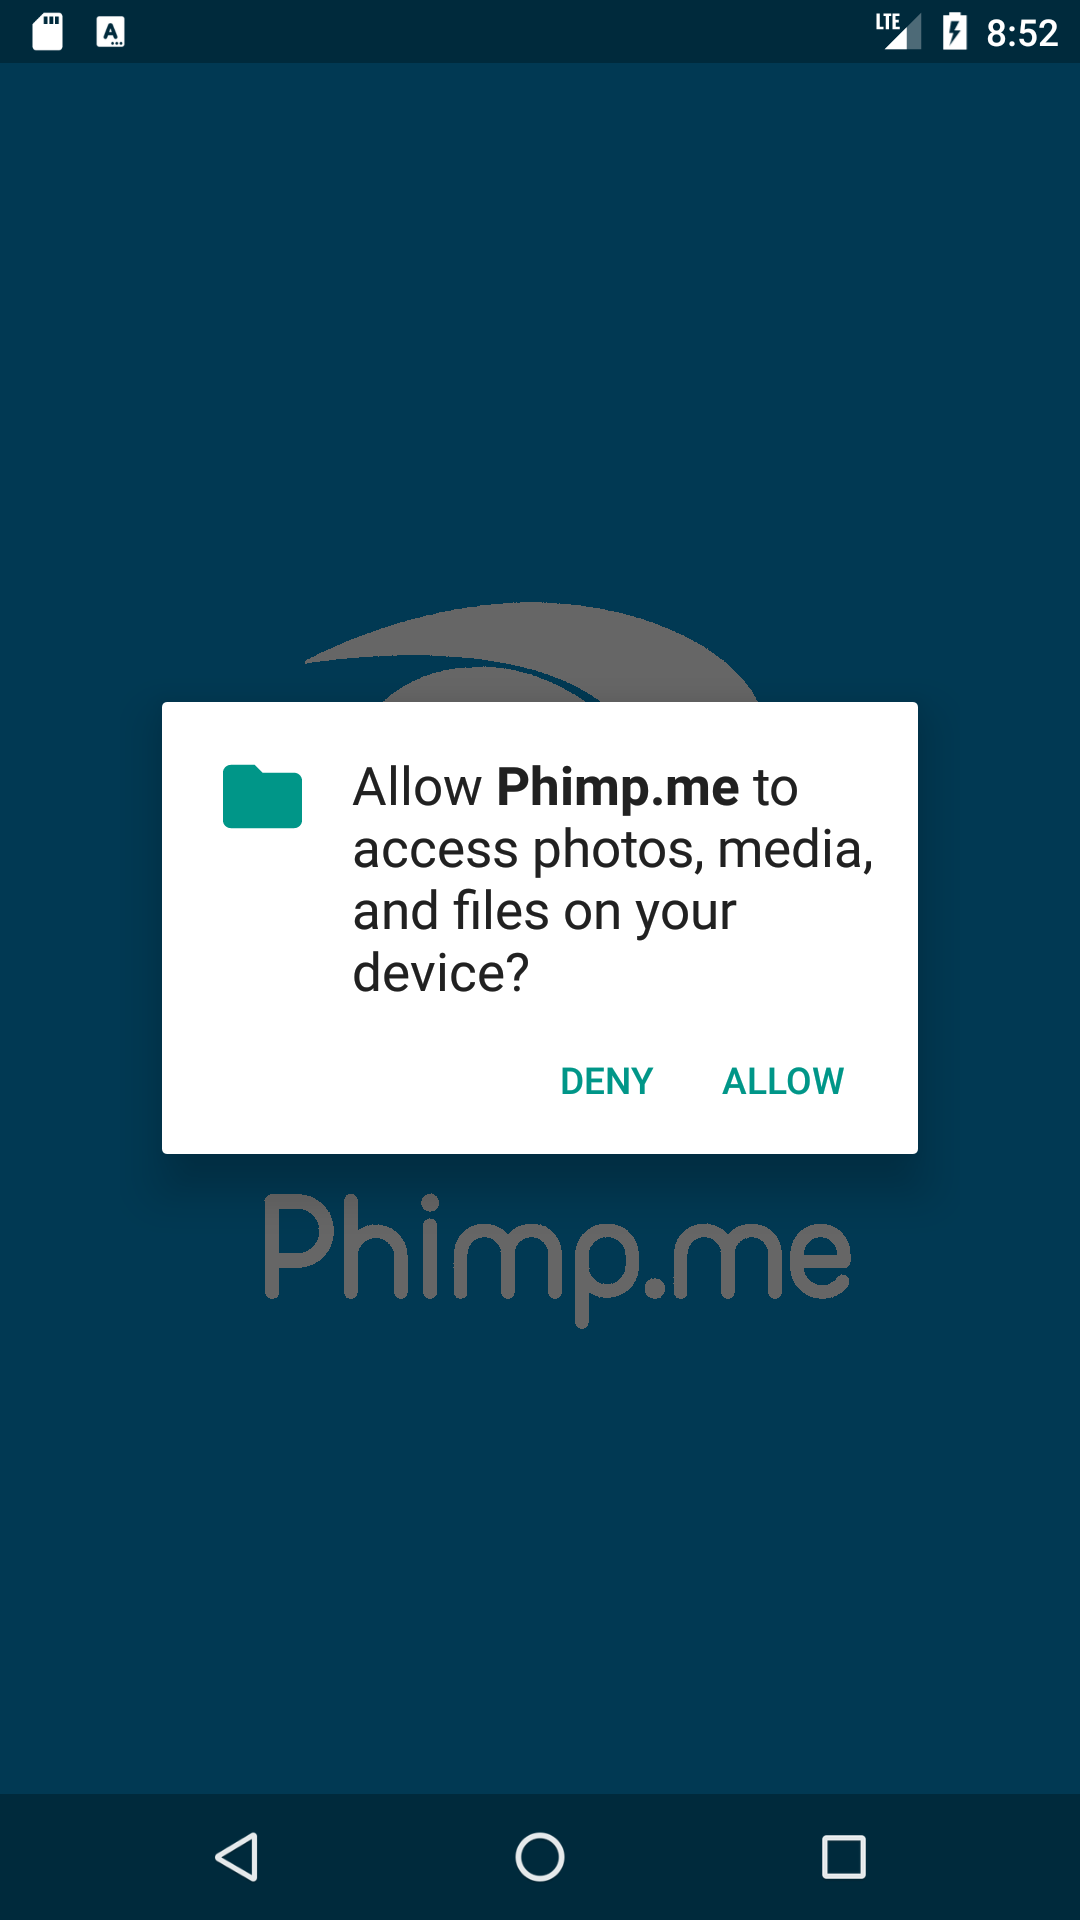 LTE 8:52
Allow Phimp.me to
access photos, media,
and files on your
device?
DENY ALLOW
Phimp.me